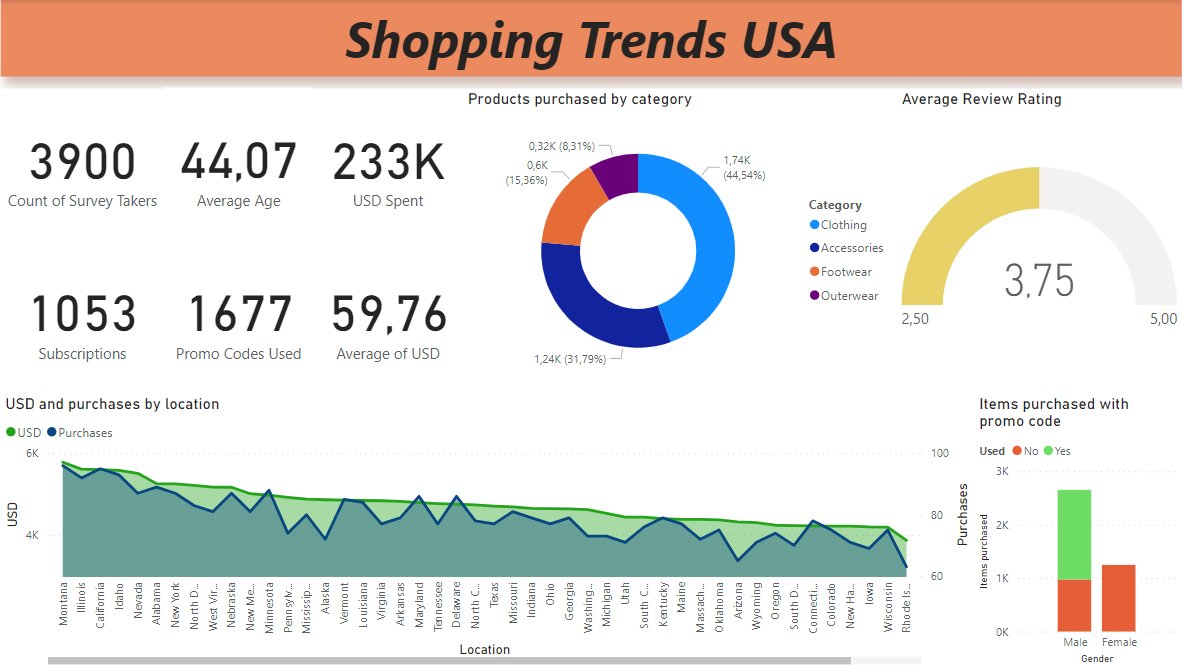 Shopping Trends USA
3900
Count of Survey Takers
44,07
Average Age
233K
USD Spent
1053
Subscriptions
1677
Promo Codes Used
59,76
Average of USD
Products purchased by category
0,32K (8,31%)
0,6K
(15,36%)
1,74K
(44,54%)
1,24K (31,79%)
Category
Clothing
Accessories
Footwear
Outerwear
Average Review Rating
3,75
2,50
5,00
USD and purchases by location
USD
Purchases
6K
4K
USD
100
80
60
Purchases
Montana
Illinois
California
Idaho
Nevada
Alabama
New York
North D...
West Vir...
Nebraska
New Me...
Minnesota
Pennsylv...
Mississip...
Alaska
Vermont
Louisiana
Virginia
Arkansas
Maryland
Tennessee
Delaware
North C...
Texas
Missouri
Indiana
Ohio
Georgia
Washing...
Michigan
Utah
South C...
Kentucky
Maine
Massach...
Oklahoma
Arizona
Wyoming
Oregon
South D...
Connecti...
Colorado
New Ha...
Iowa
Wisconsin
Rhode Is...
Location
Items purchased with
promo code
Used
No
Yes
3K
2K
1K
0K
Items purchased
Male
Female
Gender